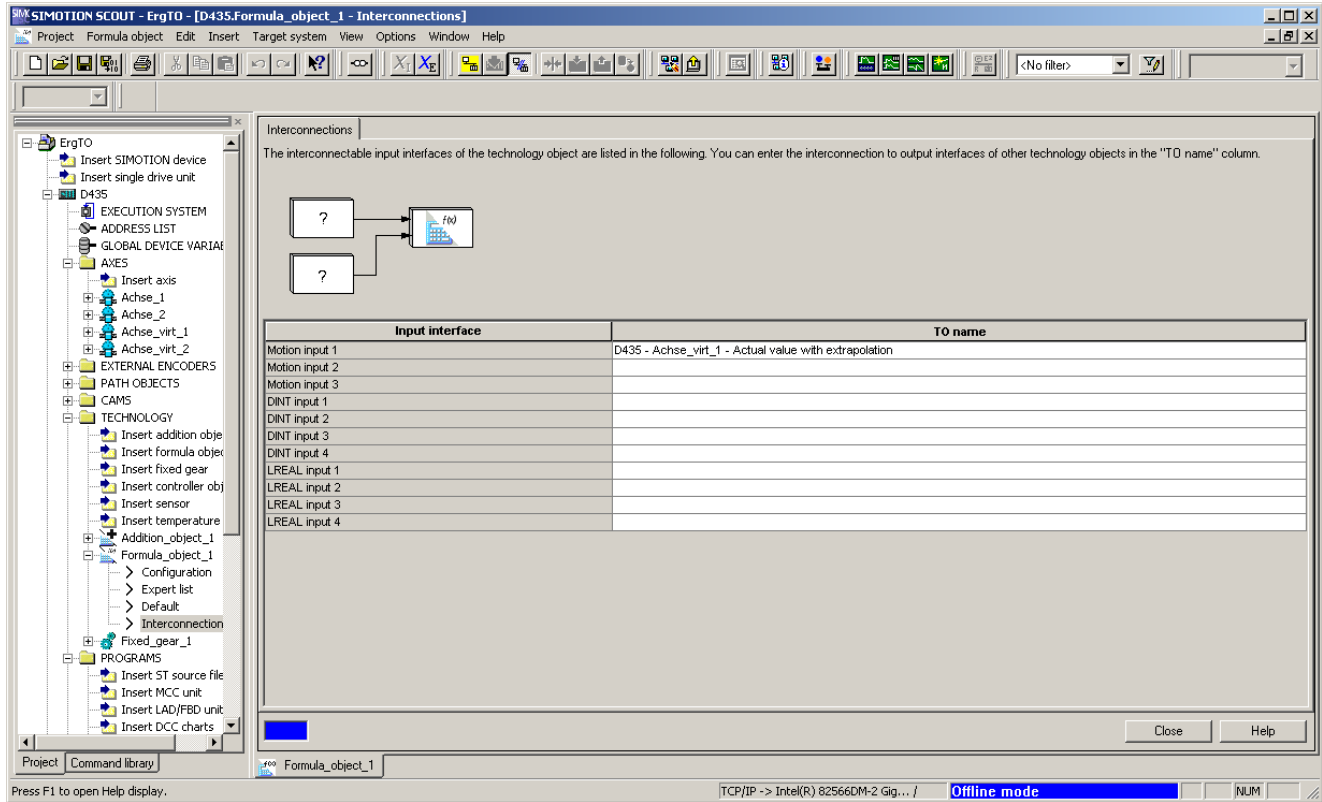 SIMOTION SCOUT - ErgTO - [D435.Formula_object_1 - Interconnections]
Project Formula object Edit Insert Target system View Options Window Help
<No filter>
ErgTO
Insert SIMOTION device
Insert single drive unit
D435
EXECUTION SYSTEM
ADDRESS LIST
GLOBAL DEVICE VARIAE
AXES
Insert axis
Achse_1
Achse_2
Achse_virt_1
Achse_virt_2
EXTERNAL ENCODERS
PATH OBJECTS
CAMS
TECHNOLOGY
Insert addition obje
Insert formula objec
Insert fixed gear
Insert controller obj
Insert sensor
Insert temperature
Addition_object_1
Formula_object_1
Configuration
Expert list
Default
Interconnection
Fixed_gear_1
PROGRAMS
Insert ST source file
Insert MCC unit
Insert LAD/FBD unit
Insert DCC charts
Project Command library
Interconnections
The interconnectable input interfaces of the technology object are listed in the following. You can enter the interconnection to output interfaces of other technology objects in the "TO name" column.
? f(x)
?
Input interface TO name
Motion input 1 D435 - Achse_virt_1 - Actual value with extrapolation
Motion input 2
Motion input 3
DINT input 1
DINT input 2
DINT input 3
DINT input 4
LREAL input 1
LREAL input 2
LREAL input 3
LREAL input 4
Close Help
Formula_object_1
Press F1 to open Help display. TCP/IP -> Intel(R) 82566DM-2 Gig... / Offline mode NUM